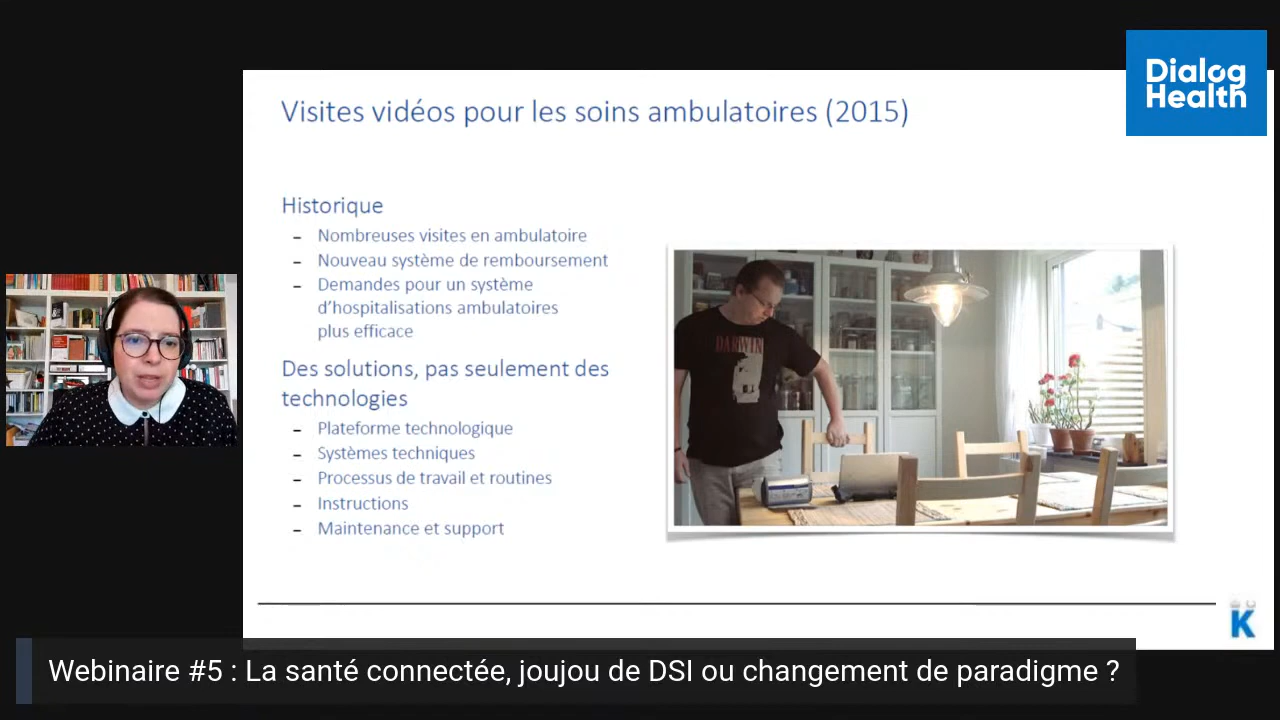 Dialog
Health
Visites vidéos pour les soins ambulatoires (2015)
Historique
– Nombreuses visites en ambulatoire
– Nouveau système de remboursement
– Demandes pour un système
d’hospitalisations ambulatoires
plus efficace
Des solutions, pas seulement des
technologies
– Plateforme technologique
– Systèmes techniques
– Processus de travail et routines
– Instructions
– Maintenance et support
DARWIN
K
Webinaire #5 : La santé connectée, joujou de DSI ou changement de paradigme ?